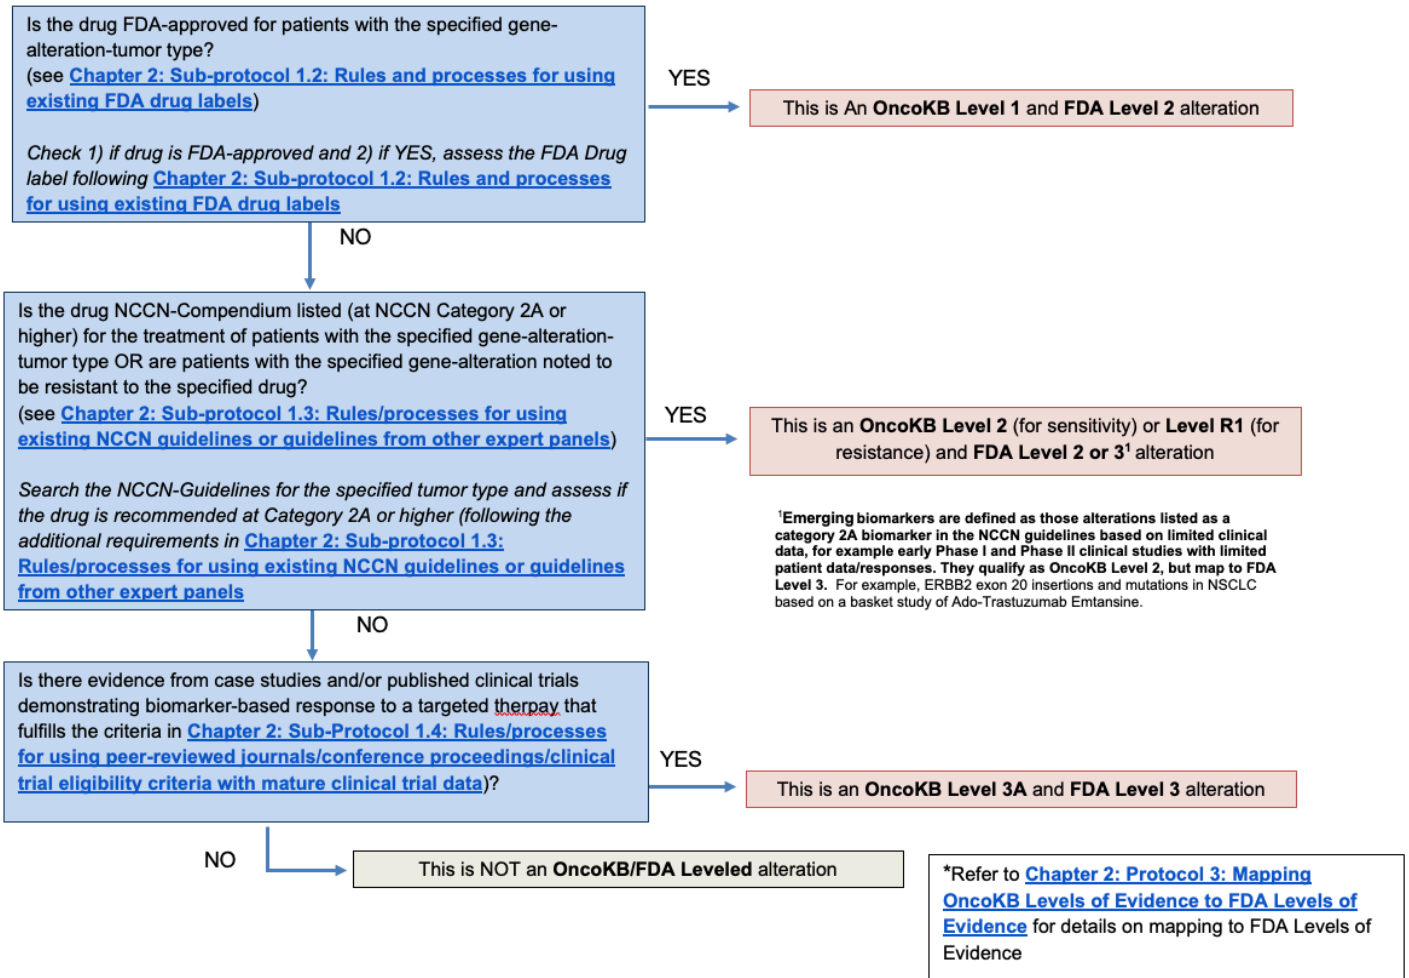 Is the drug FDA-approved for patients with the specified gene-
alteration-tumor type?
(see Chapter 2: Sub-protocol 1.2: Rules and processes for using
existing FDA drug labels)
Check 1) if drug is FDA-approved and 2) if YES, assess the FDA Drug
label following Chapter 2: Sub-protocol 1.2: Rules and processes
for using existing FDA drug labels
YES
This is An OncoKB Level 1 and FDA Level 2 alteration
NO
Is the drug NCCN-Compendium listed (at NCCN Category 2A or
higher) for the treatment of patients with the specified gene-alteration-
tumor type OR are patients with the specified gene-alteration noted to
be resistant to the specified drug?
(see Chapter 2: Sub-protocol 1.3: Rules/processes for using
existing NCCN guidelines or guidelines from other expert panels)
Search the NCCN-Guidelines for the specified tumor type and assess if
the drug is recommended at Category 2A or higher (following the
additional requirements in Chapter 2: Sub-protocol 1.3:
Rules/processes for using existing NCCN guidelines or guidelines
from other expert panels
YES
This is an OncoKB Level 2 (for sensitivity) or Level R1 (for
resistance) and FDA Level 2 or 3¹ alteration
¹Emerging biomarkers are defined as those alterations listed as a
category 2A biomarker in the NCCN guidelines based on limited clinical
data, for example early Phase I and Phase II clinical studies with limited
patient data/responses. They qualify as OncoKB Level 2, but map to FDA
Level 3. For example, ERBB2 exon 20 insertions and mutations in NSCLC
based on a basket study of Ado-Trastuzumab Emtansine.
NO
Is there evidence from case studies and/or published clinical trials
demonstrating biomarker-based response to a targeted therpay that
fulfills the criteria in Chapter 2: Sub-Protocol 1.4: Rules/processes
for using peer-reviewed journals/conference proceedings/clinical
trial eligibility criteria with mature clinical trial data)?
YES
This is an OncoKB Level 3A and FDA Level 3 alteration
NO
This is NOT an OncoKB/FDA Leveled alteration
*Refer to Chapter 2: Protocol 3: Mapping
OncoKB Levels of Evidence to FDA Levels of
Evidence for details on mapping to FDA Levels of
Evidence